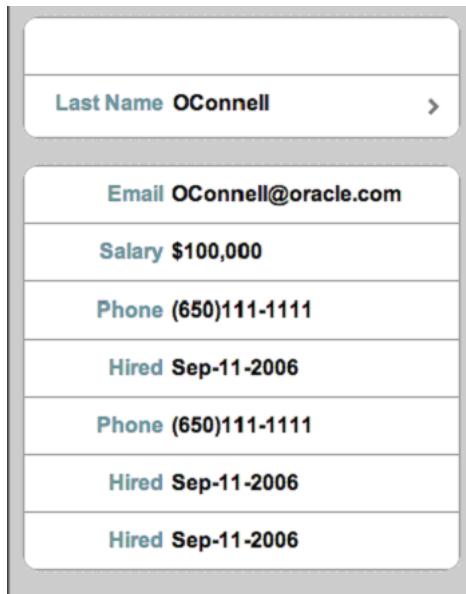 Last Name OConnell
Email OConnell@oracle.com
Salary $100,000
Phone (650)111-1111
Hired Sep-11-2006
Phone (650)111-1111
Hired Sep-11-2006
Hired Sep-11-2006